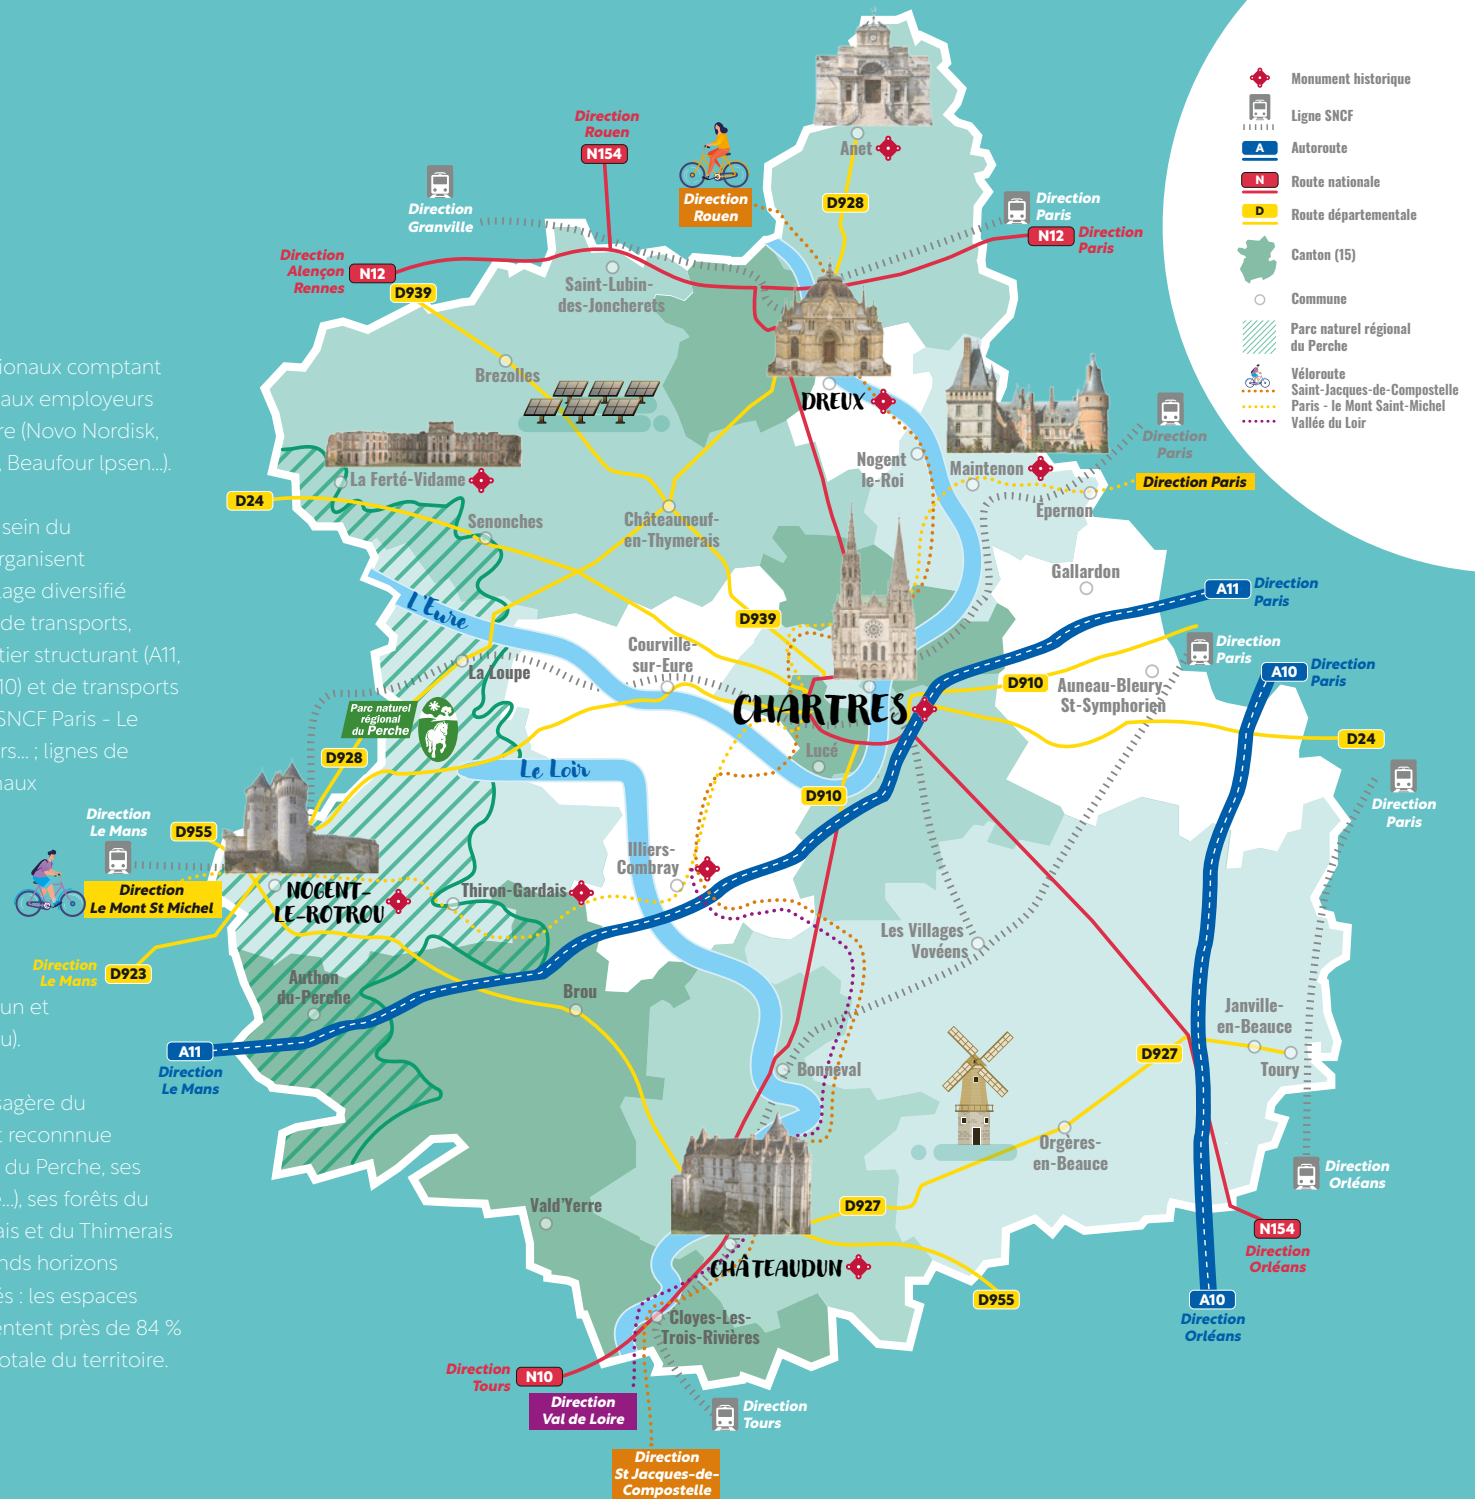 ionaux comptant
aux employeurs
re (Novo Nordisk,
, Beaufour Ipsen...).
sein du
rganisent
lage diversifié
de transports,
tier structurant (A11,
10) et de transports
SNCF Paris - Le
rs... ; lignes de
naux
un et
u).
sagère du
t reconnnue
du Perche, ses
e...), ses forêts du
ais et du Thimerais
nds horizons
és : les espaces
entent près de 84 %
otale du territoire.
Monument historique
Ligne SNCF
A
Autoroute
N
Route nationale
D
Route départementale
Canton (15)
Commune
Parc naturel régional
du Perche
Véloroute
Saint-Jacques-de-Compostelle
Paris - le Mont Saint-Michel
Vallée du Loir
Direction
Rouen
N154
Direction
Rouen
Anet
D928
Direction
Granville
Direction
Paris
N12
Direction
Paris
Direction
Alençon
Rennes
N12
D939
Saint-Lubin-
des-Joncherets
Brezolles
DREUX
Nogent
le-Roi
Maintenon
Direction
Paris
Direction Paris
Épernon
La Ferté-Vidame
D24
Senonches
Châteauneuf-
en-Thymerais
Gallardon
A11
Direction
Paris
L'Eure
D939
Courville-
sur-Eure
La Loupe
Direction
Paris
A10
Direction
Paris
D910
Auneau-Bleury-
St-Symphorien
Parc naturel
régional
du Perche
CHARTRES
D24
D928
Le Loir
Lucé
D910
Direction
Paris
Direction
Le Mans
D955
Direction
Le Mont St Michel
NOGENT-
LE-ROTROU
Thiron-Gardais
Illiers-
Combray
Les Villages
Vovéens
Direction
Le Mans
D923
Authon
du-Perche
Brou
Janville-
en-Beauce
A11
Direction
Le Mans
Bonneval
D927
Toury
Orgères-
en-Beauce
Direction
Orléans
Vald'Yerre
D927
N154
Direction
Orléans
CHÂTEAUDUN
D955
A10
Direction
Orléans
Cloyes-Les-
Trois-Rivières
Direction
Tours
N10
Direction
Val de Loire
Direction
Tours
Direction
St Jacques-de-
Compostelle